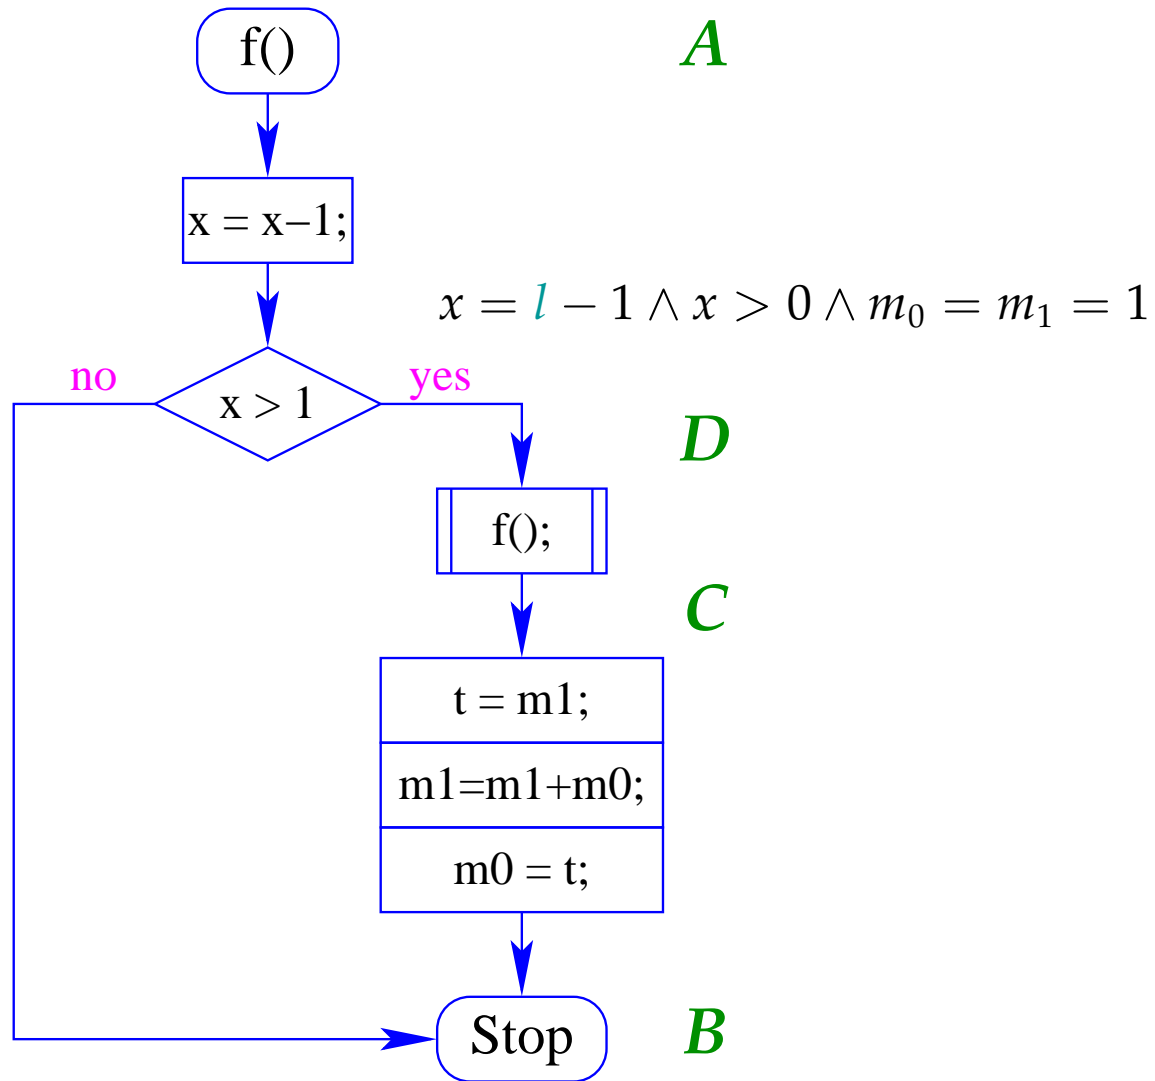 f()
A
x = x−1;
x = l − 1 ∧ x > 0 ∧ m₀ = m₁ = 1
no
yes
x > 1
D
f();
C
t = m1;
m1=m1+m0;
m0 = t;
Stop
B